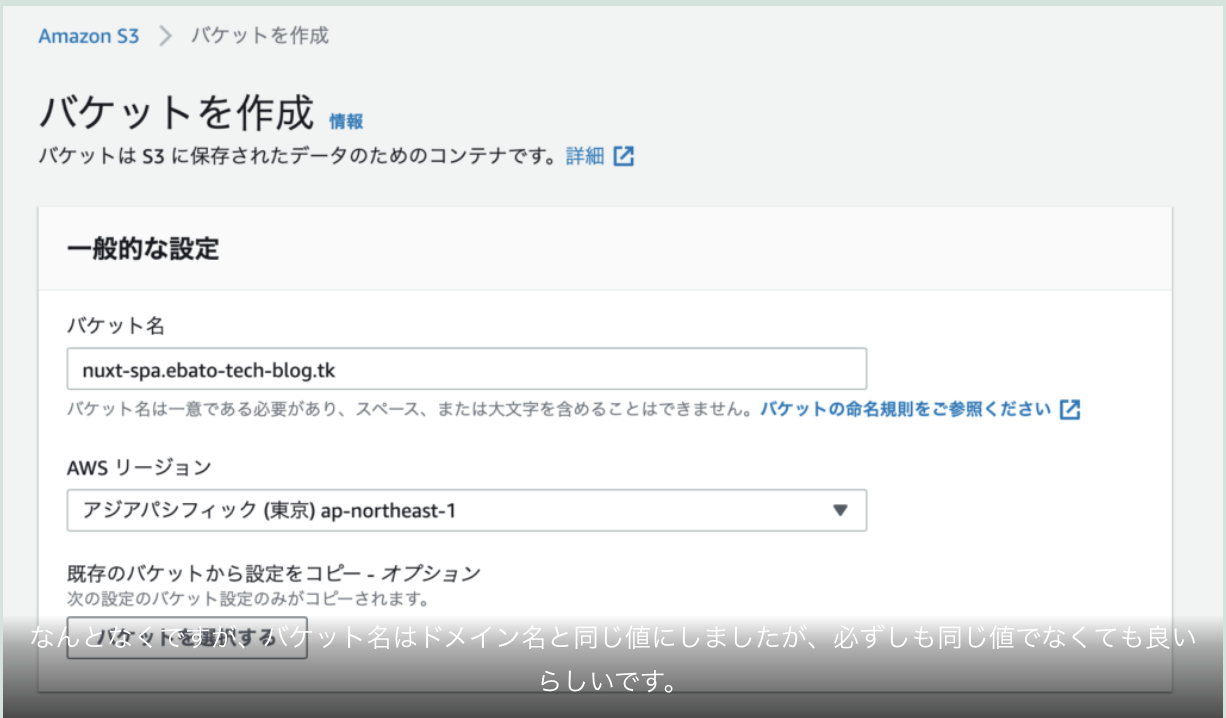 Amazon S3 > バケットを作成
バケットを作成 情報
バケットは S3 に保存されたデータのためのコンテナです。詳細
一般的な設定
バケット名
nuxt-spa.ebato-tech-blog.tk
バケット名は一意である必要があり、スペース、または大文字を含めることはできません。バケットの命名規則をご参照ください
AWS リージョン
アジアパシフィック (東京) ap-northeast-1
既存のバケットから設定をコピー - オプション
次の設定のバケット設定のみがコピーされます。
バケットを選択する
なんとなくですが、バケット名はドメイン名と同じ値にしましたが、必ずしも同じ値でなくても良い
らしいです。